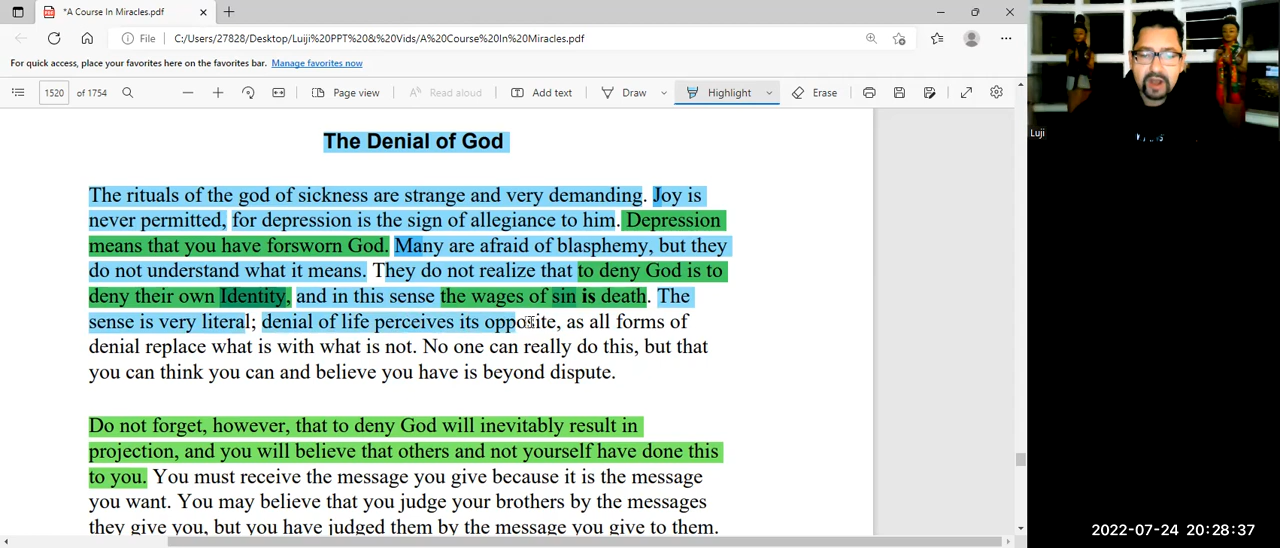 *A Course In Miracles.pdf
File C:/Users/27828/Desktop/Luiji%20PPT%20&%20Vids/A%20Course%20In%20Miracles.pdf
For quick access, place your favorites here on the favorites bar. Manage favorites now
1520 of 1754 Page view Read aloud Add text Draw Highlight Erase
Luji
The Denial of God
The rituals of the god of sickness are strange and very demanding. Joy is
never permitted, for depression is the sign of allegiance to him. Depression
means that you have forsworn God. Many are afraid of blasphemy, but they
do not understand what it means. They do not realize that to deny God is to
deny their own Identity, and in this sense the wages of sin is death. The
sense is very literal; denial of life perceives its opposite, as all forms of
denial replace what is with what is not. No one can really do this, but that
you can think you can and believe you have is beyond dispute.
Do not forget, however, that to deny God will inevitably result in
projection, and you will believe that others and not yourself have done this
to you. You must receive the message you give because it is the message
you want. You may believe that you judge your brothers by the messages
they give you, but you have judged them by the message you give to them.
2022-07-24 20:28:37